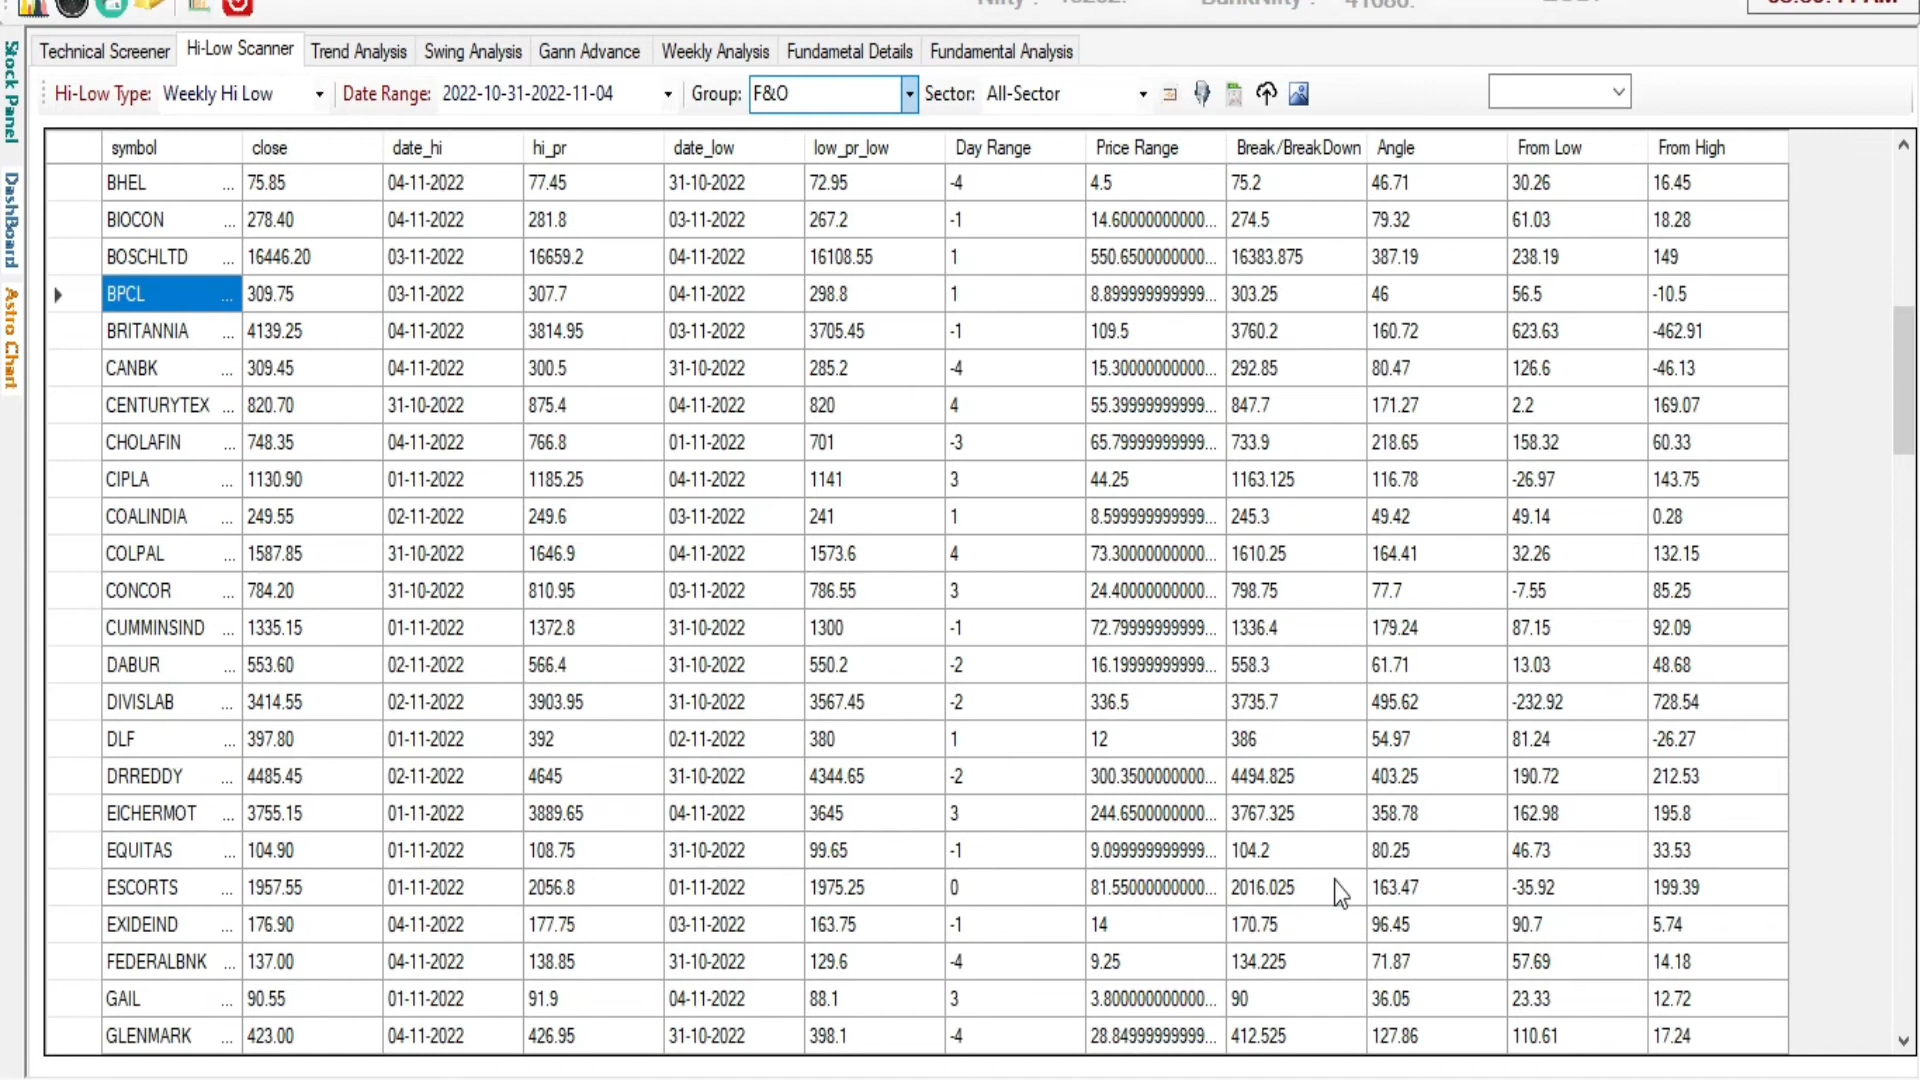 Technical Screener Hi-Low Scanner Trend Analysis Swing Analysis Gann Advance Weekly Analysis Fundametal Details Fundamental Analysis
Stock Panel
DashBoard
Astro Chart
Hi-Low Type: Weekly Hi Low Date Range: 2022-10-31-2022-11-04 Group: F&O Sector: All-Sector
symbol close date_hi hi_pr date_low low_pr_low Day Range Price Range Break/BreakDown Angle From Low From High
BHEL ... 75.85 04-11-2022 77.45 31-10-2022 72.95 -4 4.5 75.2 46.71 30.26 16.45
BIOCON ... 278.40 04-11-2022 281.8 03-11-2022 267.2 -1 14.60000000000... 274.5 79.32 61.03 18.28
BOSCHLTD ... 16446.20 03-11-2022 16659.2 04-11-2022 16108.55 1 550.6500000000... 16383.875 387.19 238.19 149
BPCL ... 309.75 03-11-2022 307.7 04-11-2022 298.8 1 8.899999999999... 303.25 46 56.5 -10.5
BRITANNIA ... 4139.25 04-11-2022 3814.95 03-11-2022 3705.45 -1 109.5 3760.2 160.72 623.63 -462.91
CANBK ... 309.45 04-11-2022 300.5 31-10-2022 285.2 -4 15.30000000000... 292.85 80.47 126.6 -46.13
CENTURYTEX ... 820.70 31-10-2022 875.4 04-11-2022 820 4 55.39999999999... 847.7 171.27 2.2 169.07
CHOLAFIN ... 748.35 04-11-2022 766.8 01-11-2022 701 -3 65.79999999999... 733.9 218.65 158.32 60.33
CIPLA ... 1130.90 01-11-2022 1185.25 04-11-2022 1141 3 44.25 1163.125 116.78 -26.97 143.75
COALINDIA ... 249.55 02-11-2022 249.6 03-11-2022 241 1 8.599999999999... 245.3 49.42 49.14 0.28
COLPAL ... 1587.85 31-10-2022 1646.9 04-11-2022 1573.6 4 73.30000000000... 1610.25 164.41 32.26 132.15
CONCOR ... 784.20 31-10-2022 810.95 03-11-2022 786.55 3 24.40000000000... 798.75 77.7 -7.55 85.25
CUMMINSIND ... 1335.15 01-11-2022 1372.8 31-10-2022 1300 -1 72.79999999999... 1336.4 179.24 87.15 92.09
DABUR ... 553.60 02-11-2022 566.4 31-10-2022 550.2 -2 16.19999999999... 558.3 61.71 13.03 48.68
DIVISLAB ... 3414.55 02-11-2022 3903.95 31-10-2022 3567.45 -2 336.5 3735.7 495.62 -232.92 728.54
DLF ... 397.80 01-11-2022 392 02-11-2022 380 1 12 386 54.97 81.24 -26.27
DRREDDY ... 4485.45 02-11-2022 4645 31-10-2022 4344.65 -2 300.3500000000... 4494.825 403.25 190.72 212.53
EICHERMOT ... 3755.15 01-11-2022 3889.65 04-11-2022 3645 3 244.6500000000... 3767.325 358.78 162.98 195.8
EQUITAS ... 104.90 01-11-2022 108.75 31-10-2022 99.65 -1 9.099999999999... 104.2 80.25 46.73 33.53
ESCORTS ... 1957.55 01-11-2022 2056.8 01-11-2022 1975.25 0 81.55000000000... 2016.025 163.47 -35.92 199.39
EXIDEIND ... 176.90 04-11-2022 177.75 03-11-2022 163.75 -1 14 170.75 96.45 90.7 5.74
FEDERALBNK ... 137.00 04-11-2022 138.85 31-10-2022 129.6 -4 9.25 134.225 71.87 57.69 14.18
GAIL ... 90.55 01-11-2022 91.9 04-11-2022 88.1 3 3.800000000000... 90 36.05 23.33 12.72
GLENMARK ... 423.00 04-11-2022 426.95 31-10-2022 398.1 -4 28.84999999999... 412.525 127.86 110.61 17.24